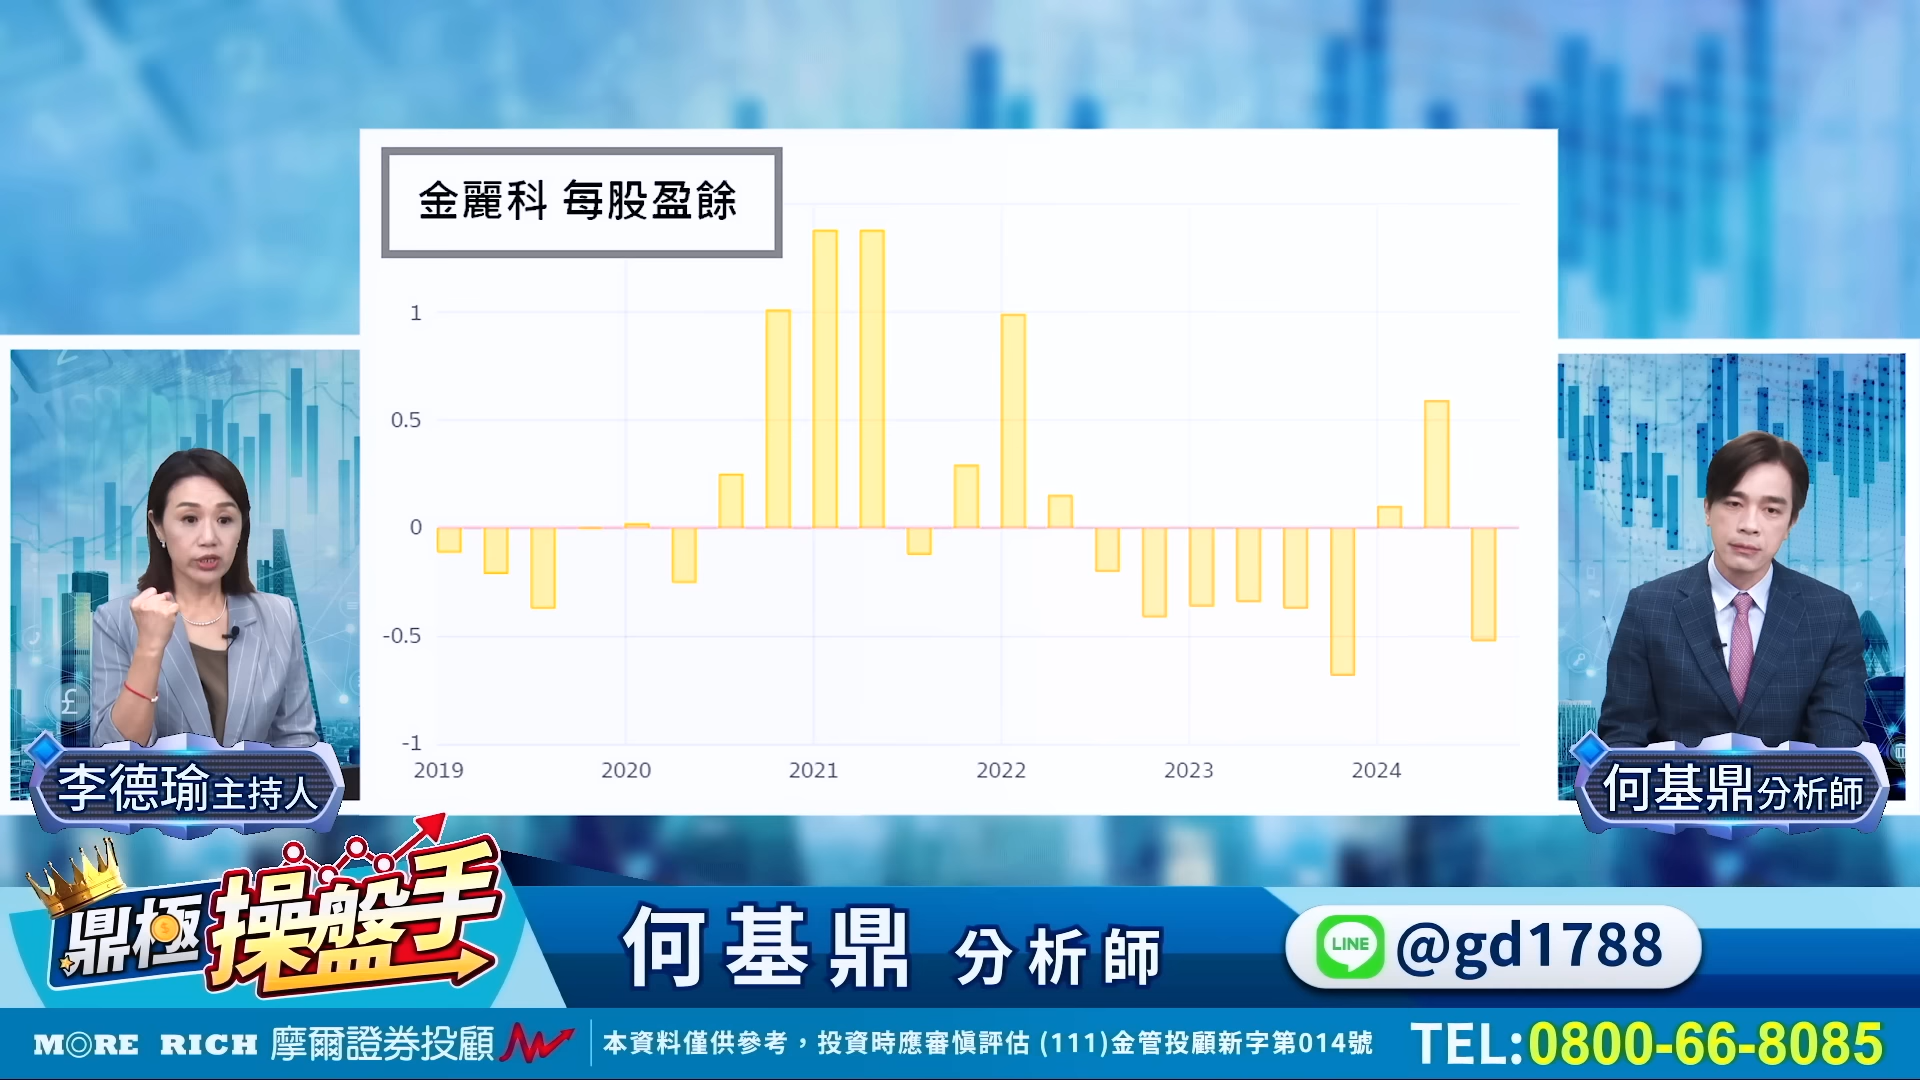 金麗科 每股盈餘
1
0.5
0
-0.5
-1
2019 2020 2021 2022 2023 2024
李德瑜主持人
何基鼎分析師
鼎極操盤手
何基鼎 分析師
LINE @gd1788
MORE RICH 摩爾證券投顧
本資料僅供參考，投資時應審慎評估 (111)金管投顧新字第014號
TEL:0800-66-8085